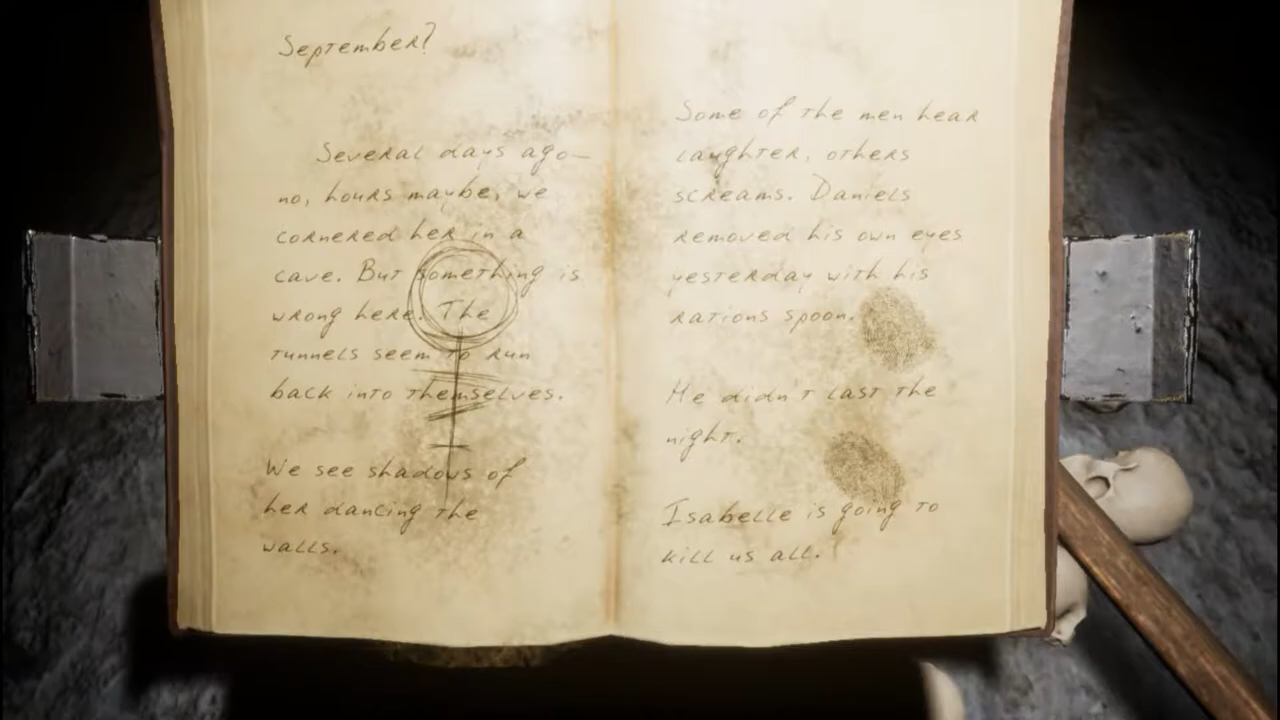 September?
Several days ago—
no, hours maybe, we
cornered her in a
cave. But something is
wrong here. The
tunnels seem to run
back into themselves.
We see shadows of
her dancing the
walls.
Some of the men hear
laughter, others
screams. Daniels
removed his own eyes
yesterday with his
rations spoon.
He didn't last the
night.
Isabelle is going to
kill us all.